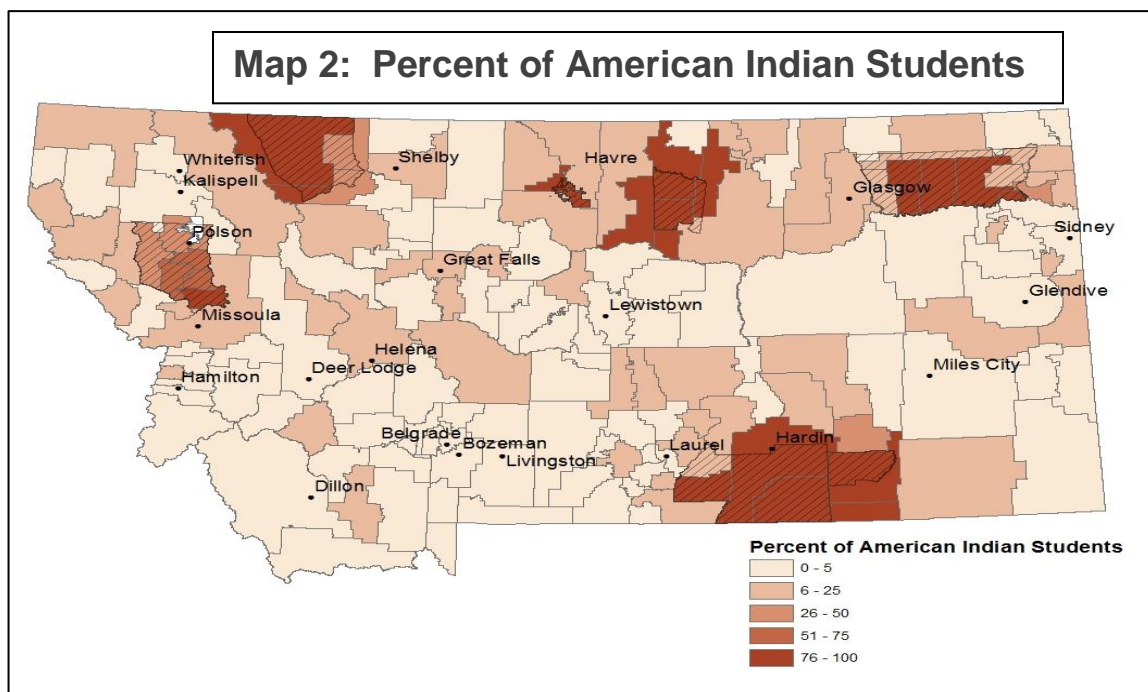 Map 2: Percent of American Indian Students
Whitefish
Kalispell
Shelby
Havre
Glasgow
Polson
Sidney
Great Falls
Glendive
Lewistown
Missoula
Helena
Deer Lodge
Miles City
Hamilton
Belgrade
Bozeman
Livingston
Laurel
Hardin
Dillon
Percent of American Indian Students
0 - 5
6 - 25
26 - 50
51 - 75
76 - 100